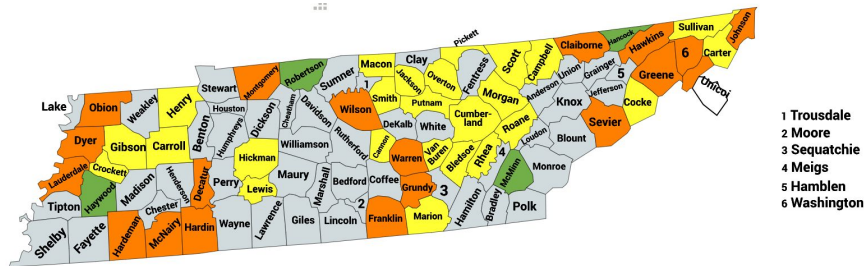 Pickett
Sullivan
Johnson
Hancock
Hawkins
Claiborne
Carter
6
Greene
Unicoi
Scott
Campbell
Clay
Macon
Fentress
Overton
Jackson
Robertson
Sumner
Montgomery
Stewart
Union
Grainger
5
Jefferson
Cocke
Anderson
Knox
Sevier
Morgan
Smith
Putnam
1
Wilson
Lake
Obion
Weakley
Henry
Houston
Cheatham
Davidson
Dickson
Humphreys
Benton
DeKalb
White
Cumber-
land
Roane
Loudon
Blount
Rutherford
Cannon
Warren
Van
Buren
Bledsoe
Rhea
4
McMinn
Monroe
Dyer
Gibson
Carroll
Crockett
Lauderdale
Haywood
Madison
Henderson
Decatur
Perry
Hickman
Williamson
Lewis
Maury
Marshall
Bedford
Coffee
Grundy
3
Tipton
Chester
2
Shelby
Fayette
Hardeman
McNairy
Hardin
Wayne
Lawrence
Giles
Lincoln
Franklin
Marion
Hamilton
Bradley
Polk
1 Trousdale
2 Moore
3 Sequatchie
4 Meigs
5 Hamblen
6 Washington